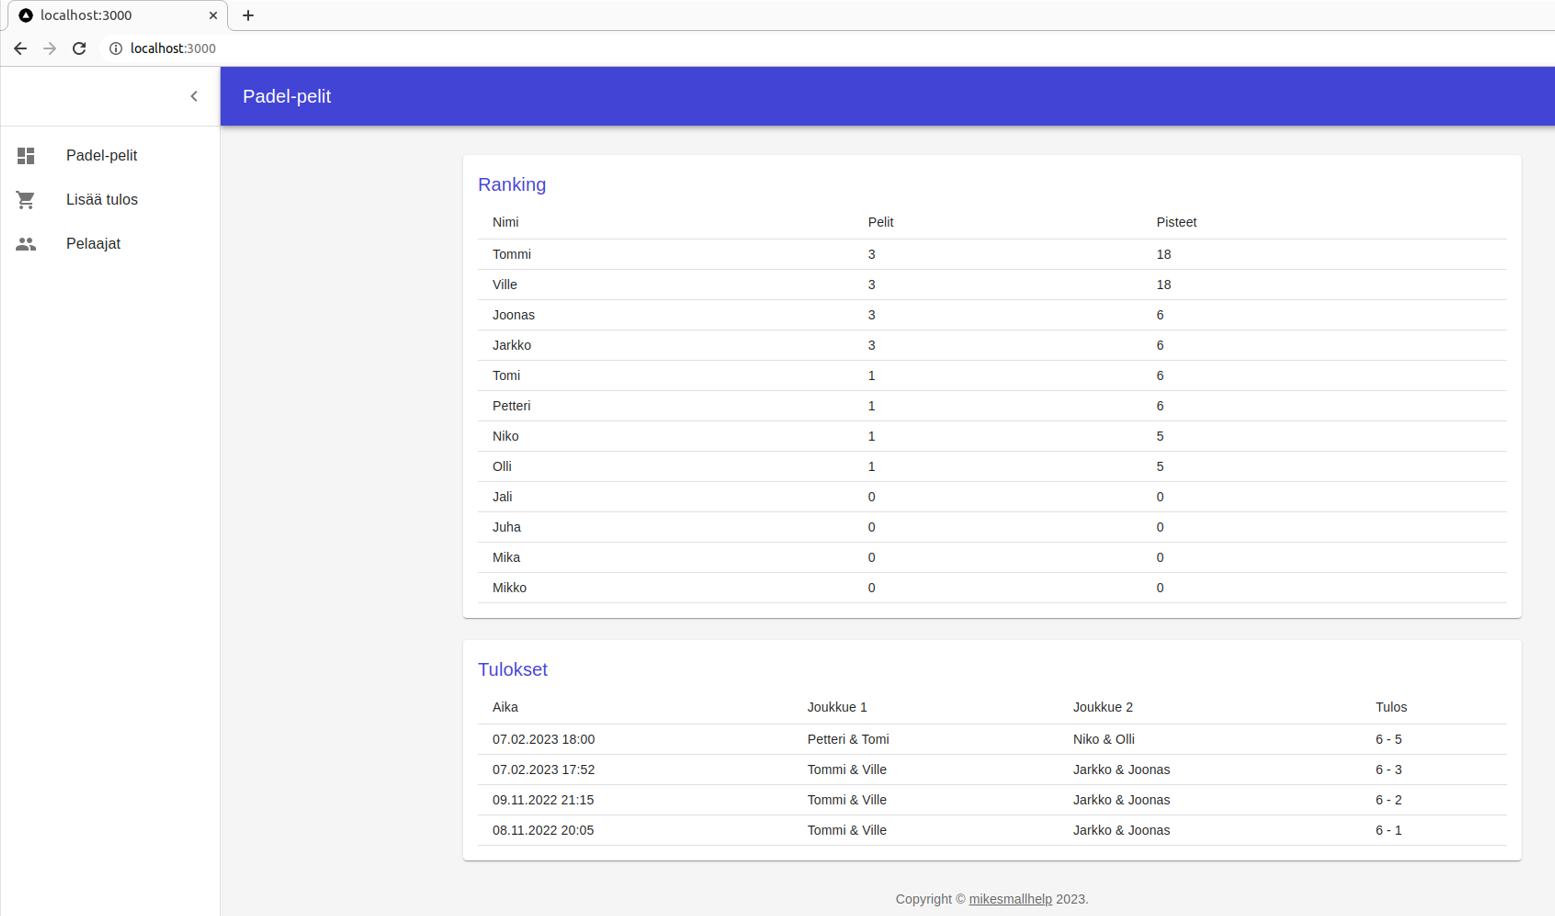 localhost:3000
localhost:3000
Padel-pelit
Padel-pelit
Lisää tulos
Pelaajat
Ranking
Nimi Pelit Pisteet
Tommi 3 18
Ville 3 18
Joonas 3 6
Jarkko 3 6
Tomi 1 6
Petteri 1 6
Niko 1 5
Olli 1 5
Jali 0 0
Juha 0 0
Mika 0 0
Mikko 0 0
Tulokset
Aika Joukkue 1 Joukkue 2 Tulos
07.02.2023 18:00 Petteri & Tomi Niko & Olli 6 - 5
07.02.2023 17:52 Tommi & Ville Jarkko & Joonas 6 - 3
09.11.2022 21:15 Tommi & Ville Jarkko & Joonas 6 - 2
08.11.2022 20:05 Tommi & Ville Jarkko & Joonas 6 - 1
Copyright © mikesmallhelp 2023.